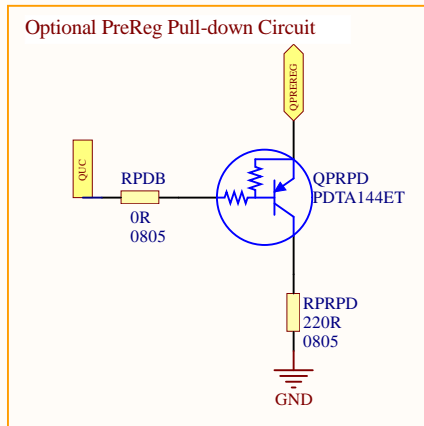 Optional PreReg Pull-down Circuit
QPREREG
QUC
RPDB
0R
0805
QPRPD
PDTA144ET
RPRPD
220R
0805
GND